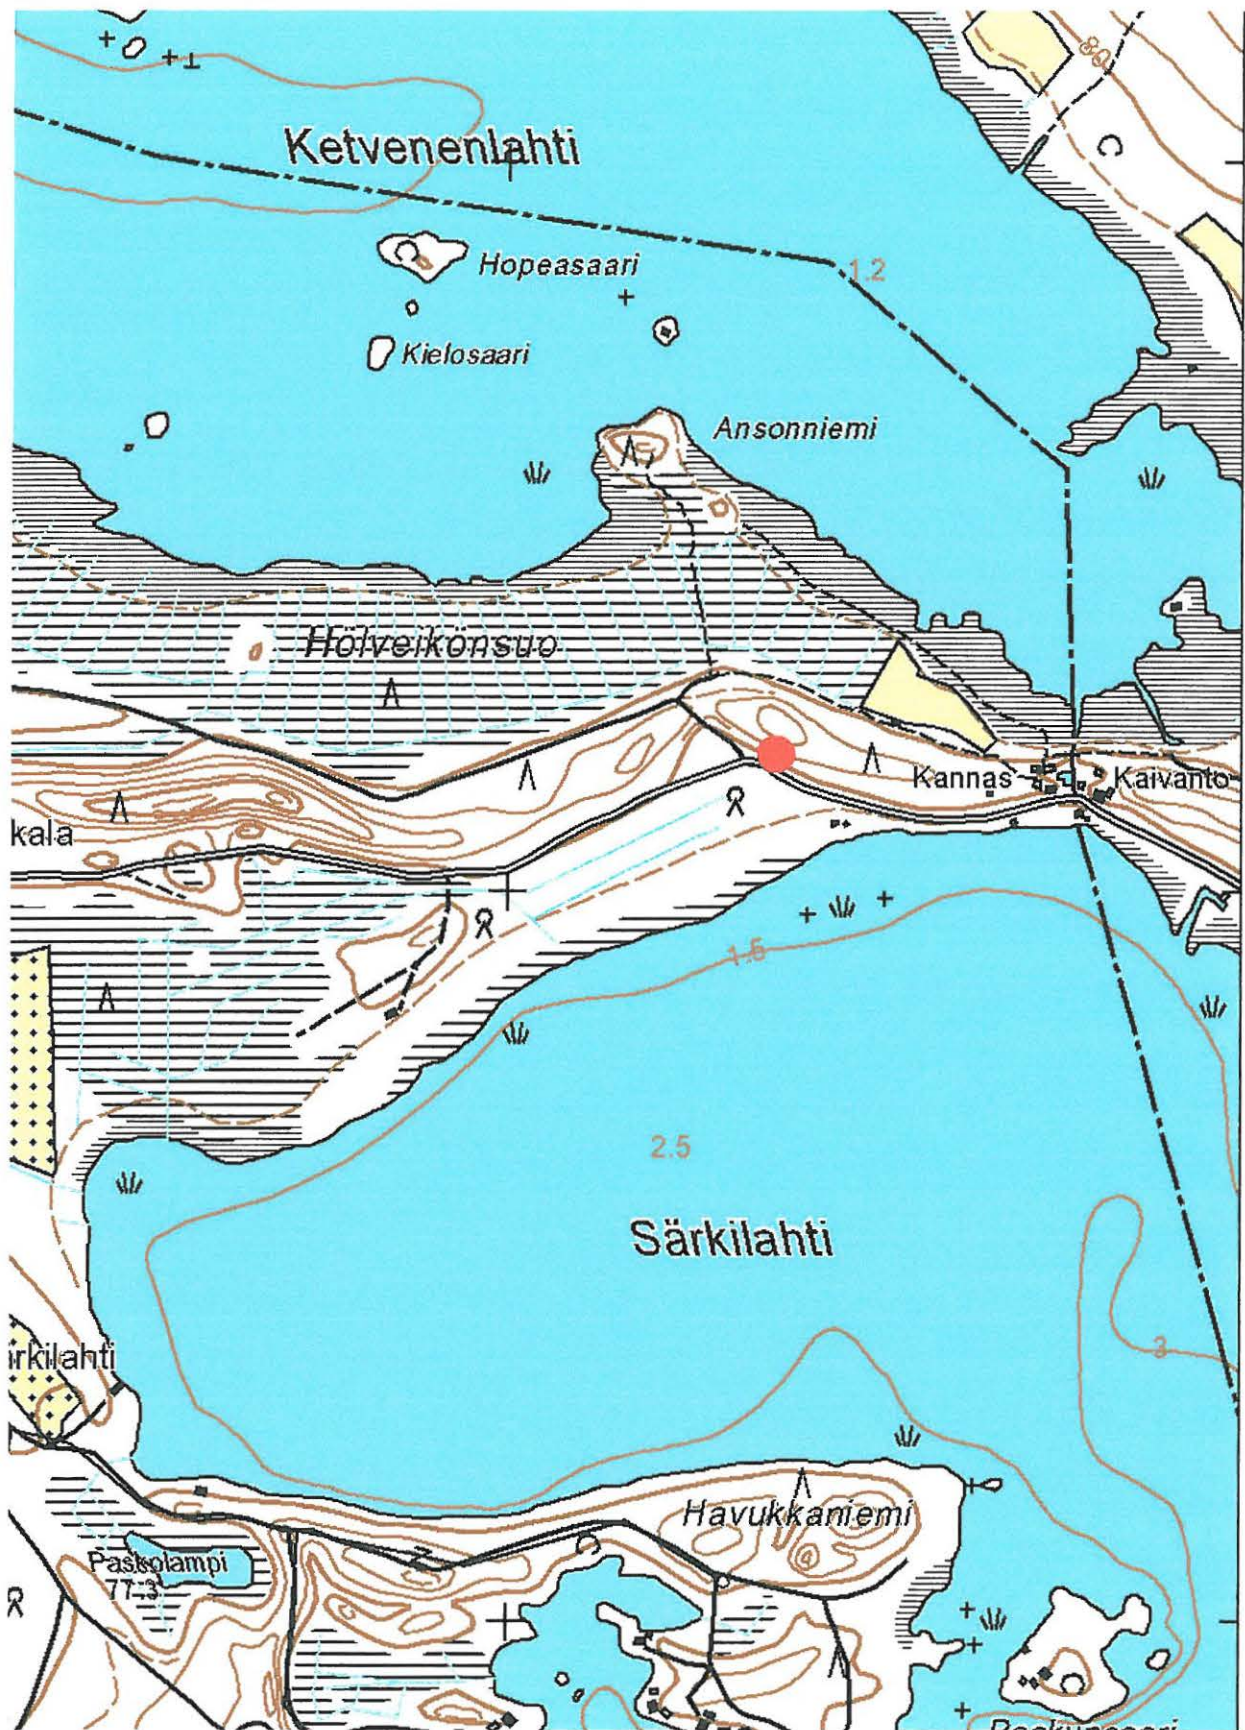 80
Ketvenenlahti
Hopeasaari
1.2
Kielosaari
Ansonniemi
Hölveikönsuo
Kannas
Kaivanto
kala
1.5
2.5
Särkilahti
3
rkilahti
Havukkaniemi
Paskolampi
77.3